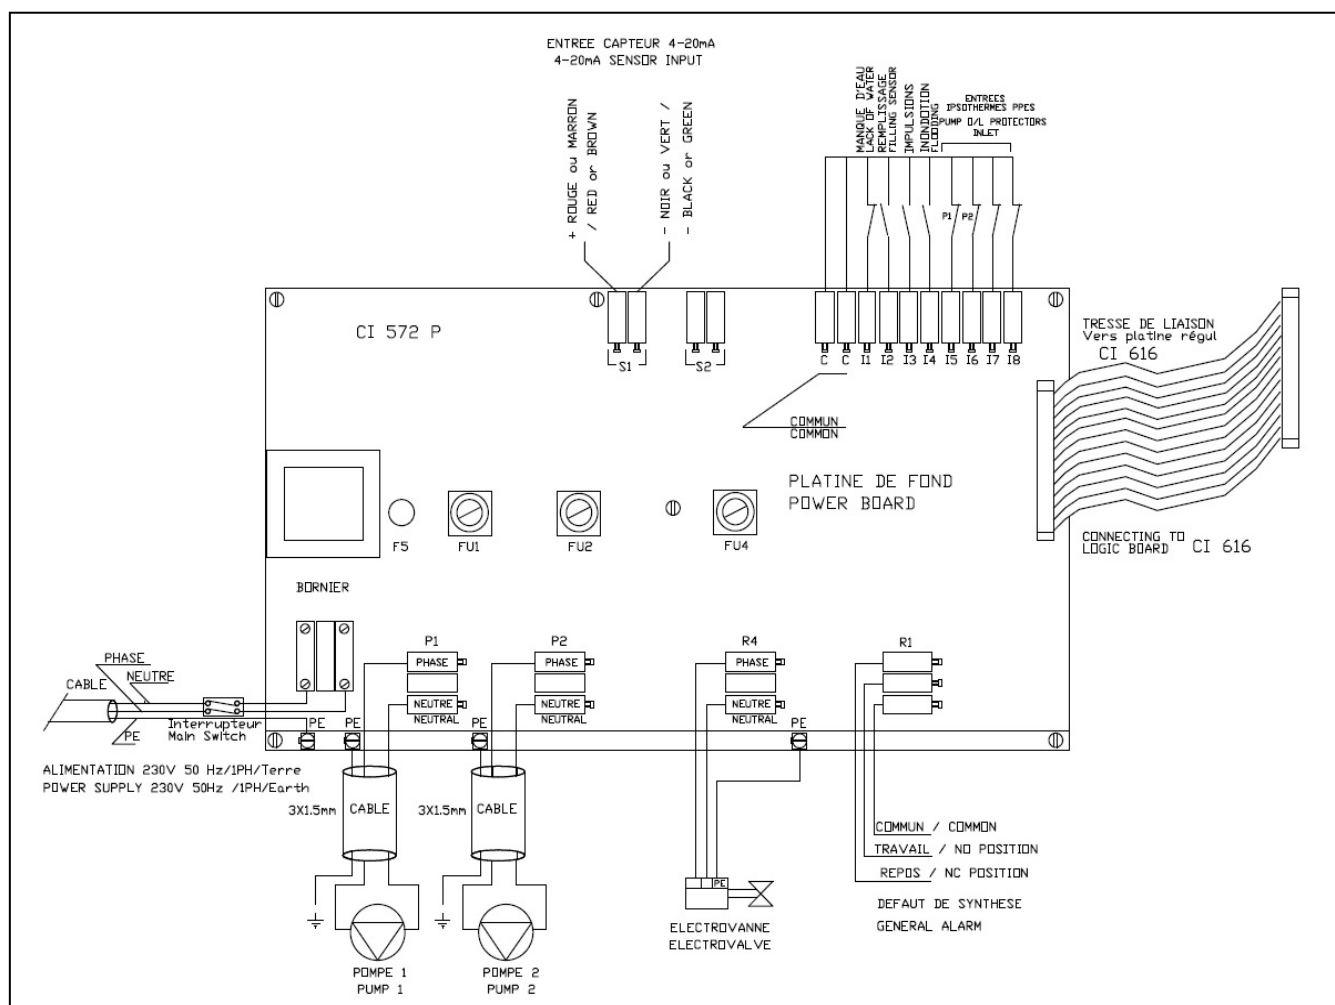 ENTREE CAPTEUR 4-20mA
4-20mA SENSOR INPUT
+ ROUGE ou MARRON
/ RED or BROWN
- NOIR ou VERT /
- BLACK or GREEN
MANQUE D'EAU
LACK OF WATER
REMPLISSAGE
FILLING SENSOR
IMPULSIONS
INONDOTION
FLOODING
ENTREES
IPSOTHERMES PPES
PUMP O/L PROTECTORS
INLET
P1
P2
CI 572 P
S1
S2
C
C
I1
I2
I3
I4
I5
I6
I7
I8
COMMUN
COMMON
TRESSE DE LIAISON
Vers platine régul
CI 616
PLATINE DE FOND
POWER BOARD
F5
FU1
FU2
FU4
CONNECTING TO
LOGIC BOARD CI 616
BORNIER
P1
PHASE
NEUTRE
NEUTRAL
P2
PHASE
NEUTRE
NEUTRAL
R4
PHASE
NEUTRE
NEUTRAL
R1
PHASE
NEUTRE
CABLE
PE
Interrupteur
Main Switch
PE
PE
PE
PE
ALIMENTATION 230V 50 Hz/1PH/Terre
POWER SUPPLY 230V 50Hz /1PH/Earth
3X1.5mm
CABLE
3X1.5mm
CABLE
COMMUN / COMMON
TRAVAIL / NO POSITION
REPOS / NC POSITION
DEFAUT DE SYNTHESE
GENERAL ALARM
PE
ELECTROVANNE
ELECTROVALVE
POMPE 1
PUMP 1
POMPE 2
PUMP 2